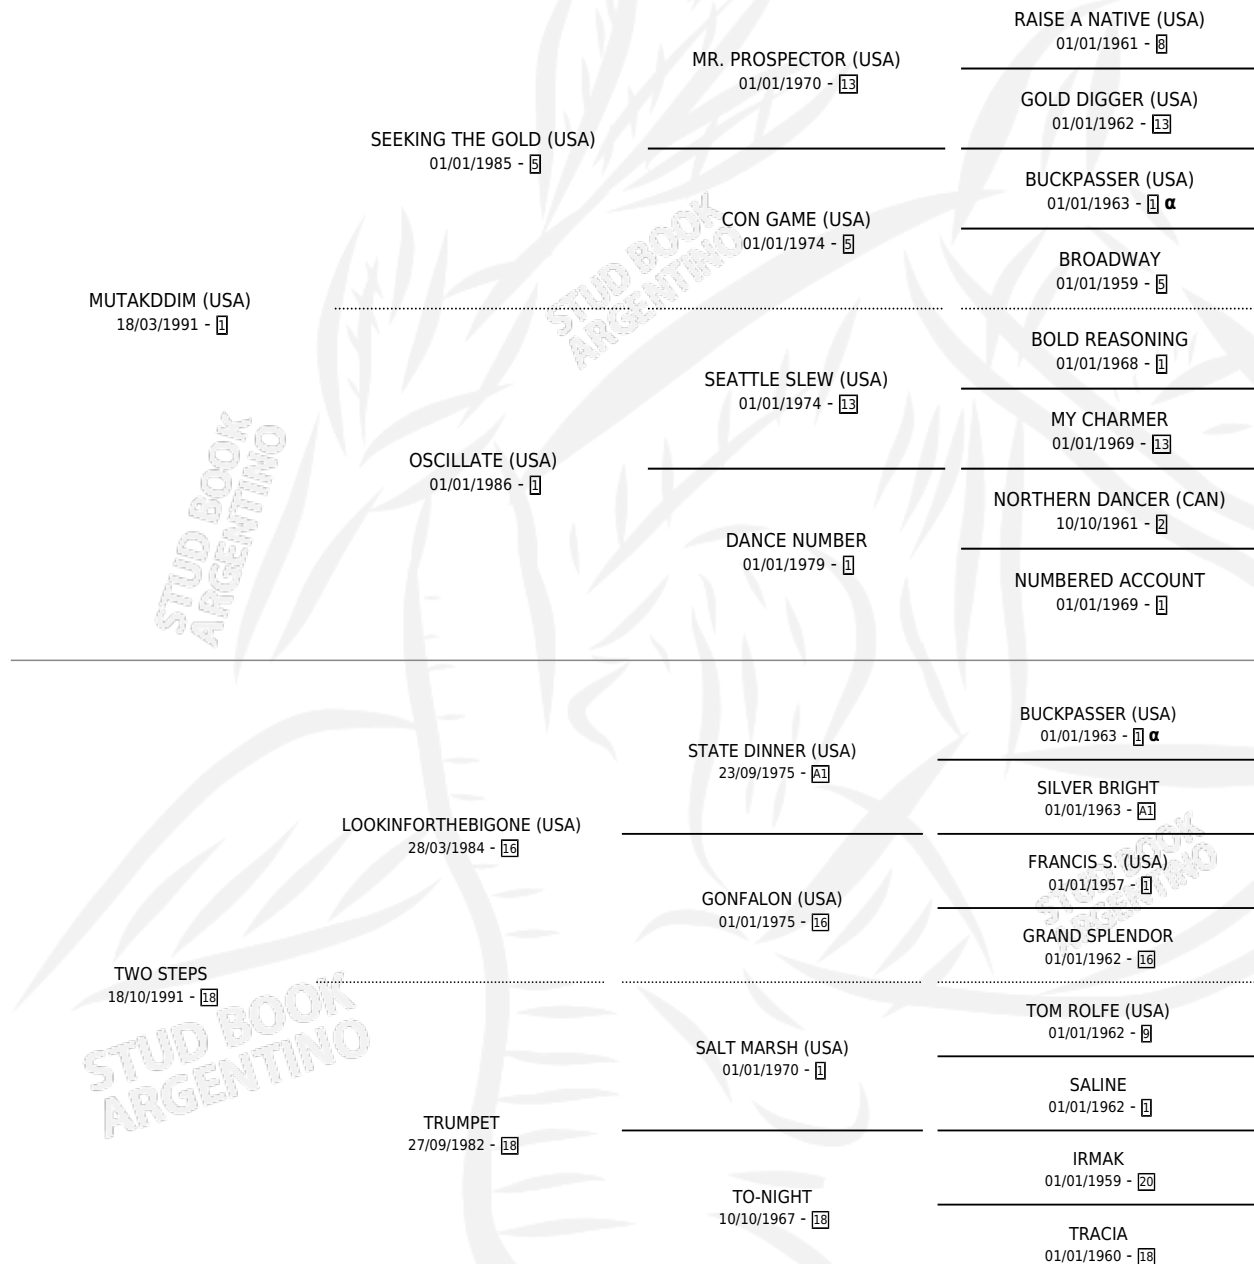 RAISE A NATIVE (USA)
01/01/1961 - 8
MR. PROSPECTOR (USA)
01/01/1970 - 13
GOLD DIGGER (USA)
01/01/1962 - 13
SEEKING THE GOLD (USA)
01/01/1985 - 5
BUCKPASSER (USA)
01/01/1963 - 1 α
CON GAME (USA)
01/01/1974 - 5
BROADWAY
01/01/1959 - 5
MUTAKDDIM (USA)
18/03/1991 - 1
BOLD REASONING
01/01/1968 - 1
SEATTLE SLEW (USA)
01/01/1974 - 13
MY CHARMER
01/01/1969 - 13
OSCILLATE (USA)
01/01/1986 - 1
NORTHERN DANCER (CAN)
10/10/1961 - 2
DANCE NUMBER
01/01/1979 - 1
NUMBERED ACCOUNT
01/01/1969 - 1
BUCKPASSER (USA)
01/01/1963 - 1 α
STATE DINNER (USA)
23/09/1975 - A1
SILVER BRIGHT
01/01/1963 - A1
LOOKINFORTHEBIGONE (USA)
28/03/1984 - 16
FRANCIS S. (USA)
01/01/1957 - 1
GONFALON (USA)
01/01/1975 - 16
GRAND SPLENDOR
01/01/1962 - 16
TWO STEPS
18/10/1991 - 18
TOM ROLFE (USA)
01/01/1962 - 9
SALT MARSH (USA)
01/01/1970 - 1
SALINE
01/01/1962 - 1
TRUMPET
27/09/1982 - 18
IRMAK
01/01/1959 - 20
TO-NIGHT
10/10/1967 - 18
TRACIA
01/01/1960 - 18
STUD BOOK
ARGENTINO
STUD BOOK
ARGENTINO
STUD BOOK
ARGENTINO
STUD BOOK
ARGENTINO